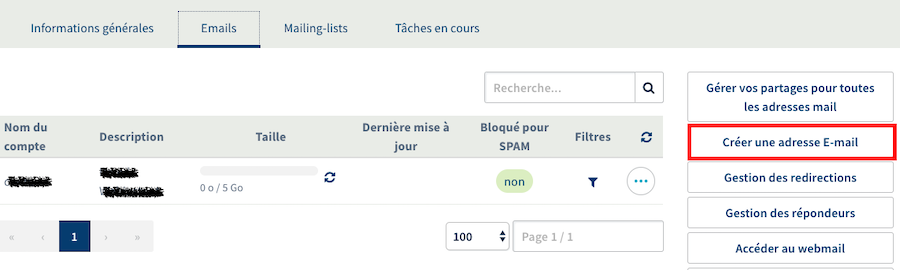 Informations générales
Emails
Mailing-lists
Tâches en cours
Recherche...
Nom du
compte
Description
Taille
Dernière mise à
jour
Bloqué pour
SPAM
Filtres
0 o / 5 Go
non
«
‹
1
›
»
100
Page 1 / 1
Gérer vos partages pour toutes
les adresses mail
Créer une adresse E-mail
Gestion des redirections
Gestion des répondeurs
Accéder au webmail